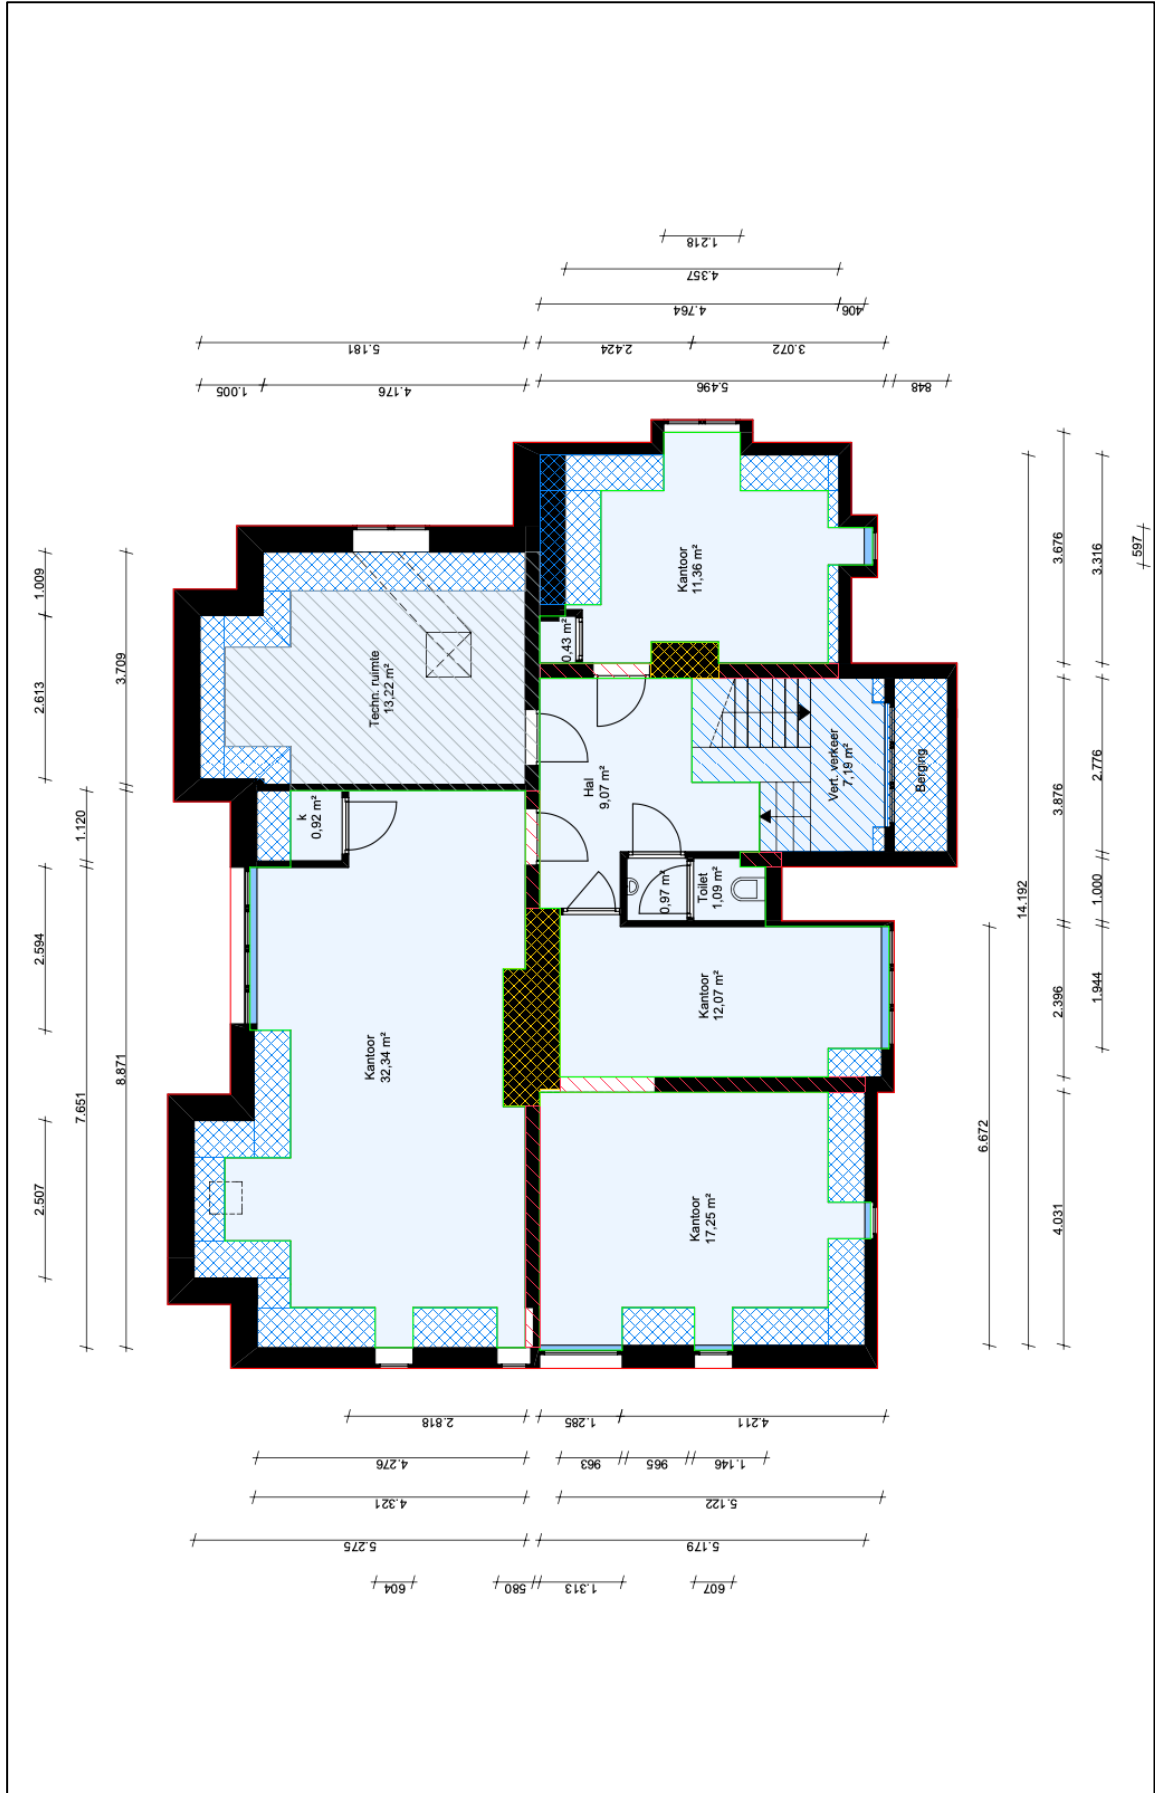 1.218
4.357
4.764
406
5.181
2.424
3.072
1.005
4.176
5.496
848
1.009
2.613
3.709
1.120
2.594
8.871
7.651
2.507
Techn. ruimte
13,22 m²
Kantoor
11,36 m²
0,43 m²
k
0,92 m²
Hal
9,07 m²
Vert. verkeer
7,19 m²
Berging
0,97 m²
Toilet
1,09 m²
Kantoor
32,34 m²
Kantoor
12,07 m²
Kantoor
17,25 m²
597
3.676
3.316
3.876
2.776
14.192
1.000
2.396
1.944
6.672
4.031
2.818
1.285
4.211
4.276
963
965
1.146
4.321
5.122
5.275
5.179
604
580
1.313
607